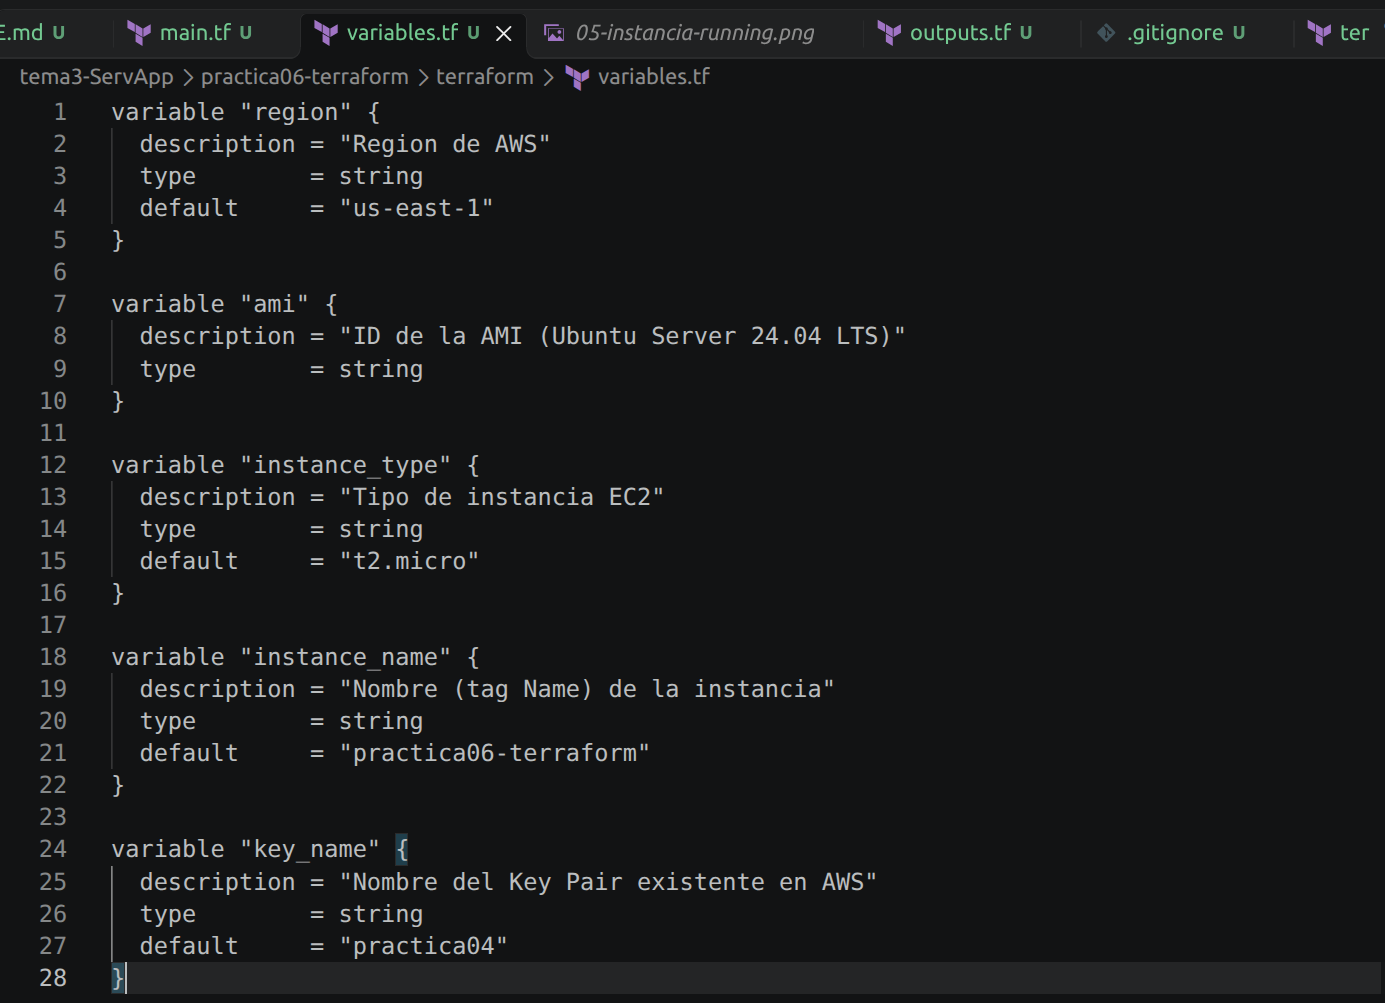 E.md U main.tf U variables.tf U 05-instancia-running.png outputs.tf U .gitignore U ter
tema3-ServApp > practica06-terraform > terraform > variables.tf
1 variable "region" {
2   description = "Region de AWS"
3   type        = string
4   default     = "us-east-1"
5 }
6
7 variable "ami" {
8   description = "ID de la AMI (Ubuntu Server 24.04 LTS)"
9   type        = string
10 }
11
12 variable "instance_type" {
13   description = "Tipo de instancia EC2"
14   type        = string
15   default     = "t2.micro"
16 }
17
18 variable "instance_name" {
19   description = "Nombre (tag Name) de la instancia"
20   type        = string
21   default     = "practica06-terraform"
22 }
23
24 variable "key_name" {
25   description = "Nombre del Key Pair existente en AWS"
26   type        = string
27   default     = "practica04"
28 }